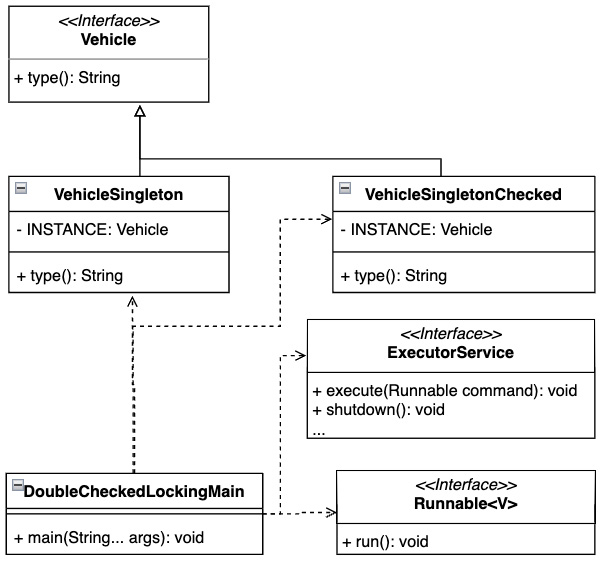 <<Interface>>
Vehicle
+ type(): String
VehicleSingleton
- INSTANCE: Vehicle
+ type(): String
VehicleSingletonChecked
- INSTANCE: Vehicle
+ type(): String
<<Interface>>
ExecutorService
+ execute(Runnable command): void
+ shutdown(): void
...
DoubleCheckedLockingMain
+ main(String... args): void
<<Interface>>
Runnable<V>
+ run(): void